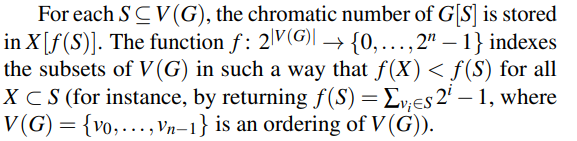 For each S ⊆ V(G), the chromatic number of G[S] is stored
in X[f(S)]. The function f: 2^{|V(G)|} → {0,…,2^n − 1} indexes
the subsets of V(G) in such a way that f(X) < f(S) for all
X ⊂ S (for instance, by returning f(S) = ∑_{v_i∈S} 2^i − 1, where
V(G) = {v_0,…,v_{n−1}} is an ordering of V(G)).